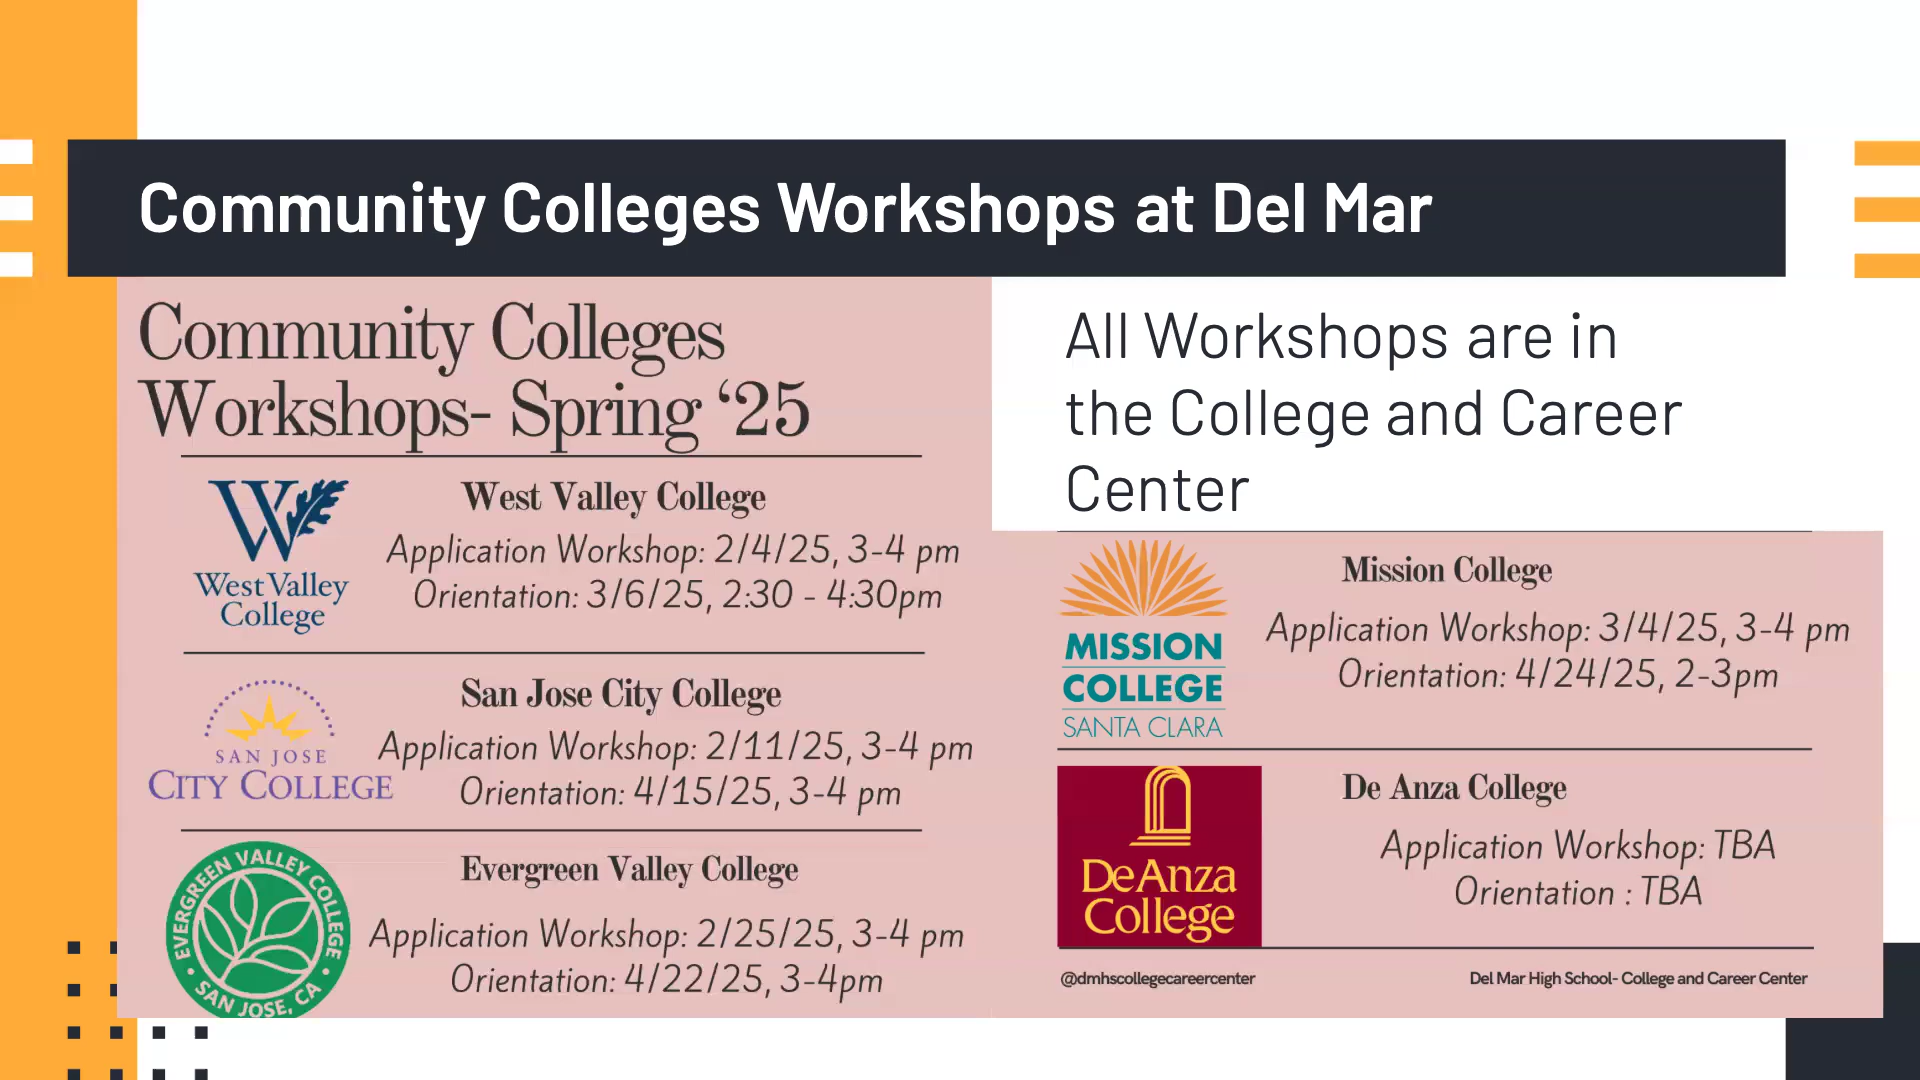 Community Colleges Workshops at Del Mar
Community Colleges
Workshops- Spring ‘25
West Valley
College
West Valley College
Application Workshop: 2/4/25, 3-4 pm
Orientation: 3/6/25, 2:30 - 4:30pm
SAN JOSE
CITY COLLEGE
San Jose City College
Application Workshop: 2/11/25, 3-4 pm
Orientation: 4/15/25, 3-4 pm
EVERGREEN VALLEY COLLEGE
• SAN JOSE, CA •
Evergreen Valley College
Application Workshop: 2/25/25, 3-4 pm
Orientation: 4/22/25, 3-4pm
All Workshops are in
the College and Career
Center
MISSION
COLLEGE
SANTA CLARA
Mission College
Application Workshop: 3/4/25, 3-4 pm
Orientation: 4/24/25, 2-3pm
DeAnza
College
De Anza College
Application Workshop: TBA
Orientation : TBA
@dmhscollegecareercenter
Del Mar High School- College and Career Center